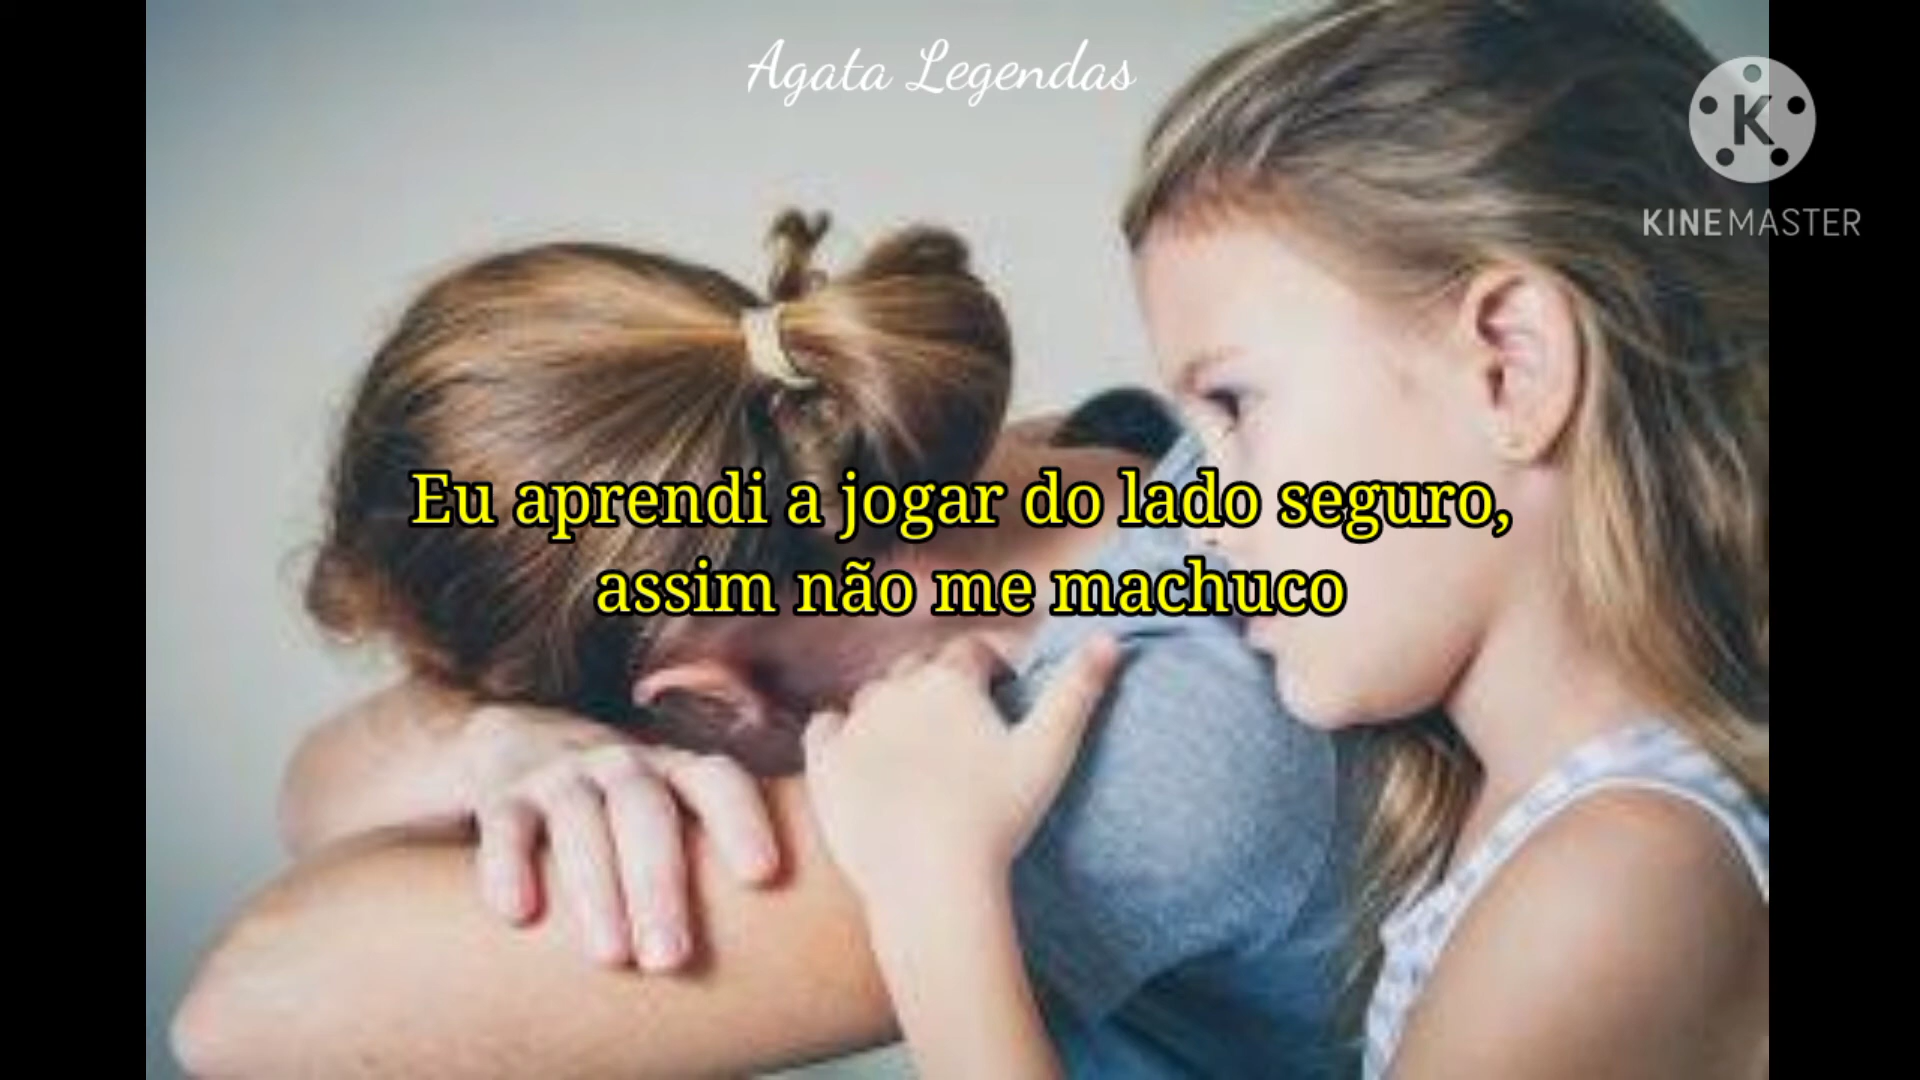 Agata Legendas
K
KINEMASTER
Eu aprendi a jogar do lado seguro,
assim não me machuco